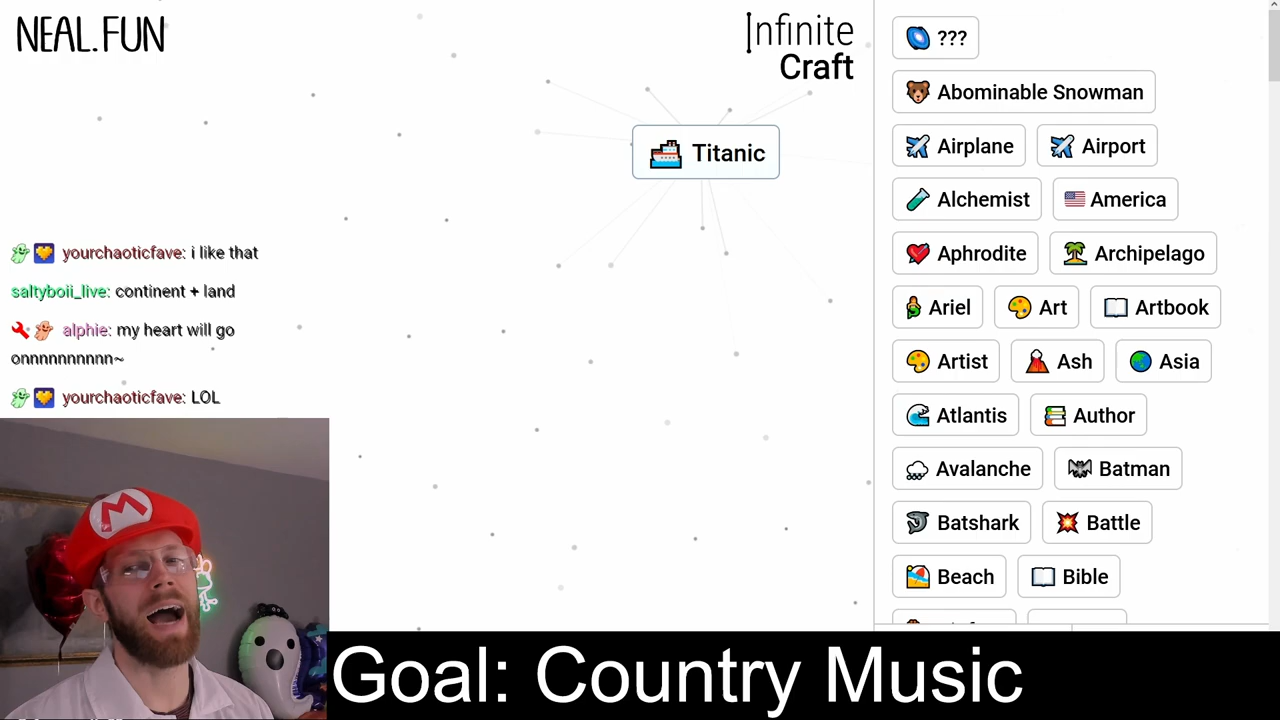 NEAL.FUN
Infinite
Craft
Titanic
???
Abominable Snowman
Airplane
Airport
Alchemist
America
Aphrodite
Archipelago
Ariel
Art
Artbook
Artist
Ash
Asia
Atlantis
Author
Avalanche
Batman
Batshark
Battle
Beach
Bible
yourchaoticfave: i like that
saltyboii_live: continent + land
alphie: my heart will go
onnnnnnnnnn~
yourchaoticfave: LOL
M
Goal: Country Music